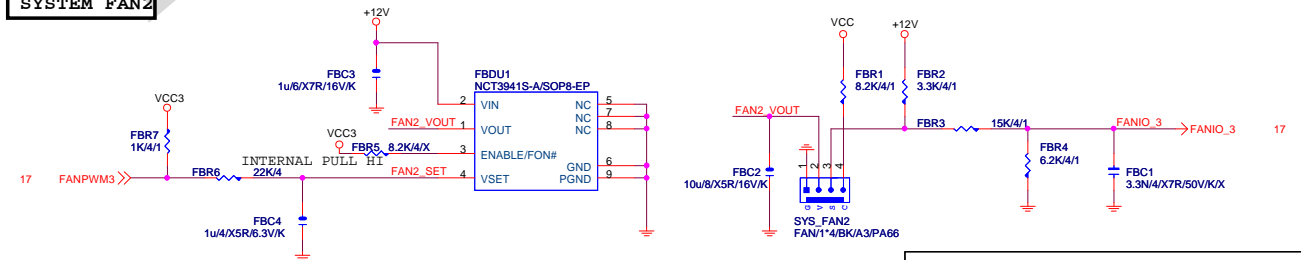 SYSTEM FAN2
+12V
FBC3
1u/6/X7R/16V/K
FBDU1
NCT3941S-A/SOP8-EP
2 VIN NC 5
NC 7
FAN2_VOUT 1 VOUT NC 8
VCC3
FBR5 8.2K/4/X 3 ENABLE/FON#
INTERNAL PULL HI
GND 6
FAN2_SET 4 VSET PGND 9
VCC3
FBR7
1K/4/1
17 FANPWM3
FBR6 22K/4
FBC4
1u/4/X5R/6.3V/K
VCC
+12V
FBR1
8.2K/4/1
FBR2
3.3K/4/1
FAN2_VOUT
FBR3 15K/4/1
FANIO_3
FANIO_3 17
FBR4
6.2K/4/1
FBC1
3.3N/4/X7R/50V/K/X
FBC2
10u/8/X5R/16V/K
1 2 3 4
G V S C
SYS_FAN2
FAN/1*4/BK/A3/PA66